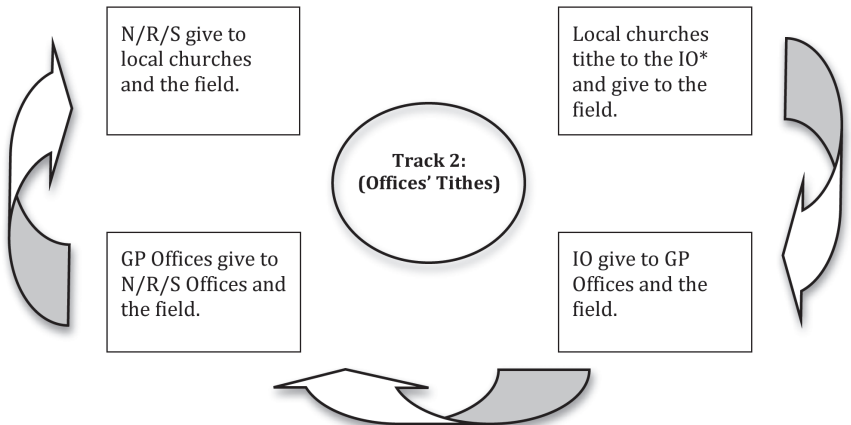 N/R/S give to
local churches
and the field.
Local churches
tithe to the IO*
and give to the
field.
Track 2:
(Offices’ Tithes)
GP Offices give to
N/R/S Offices and
the field.
IO give to GP
Offices and the
field.